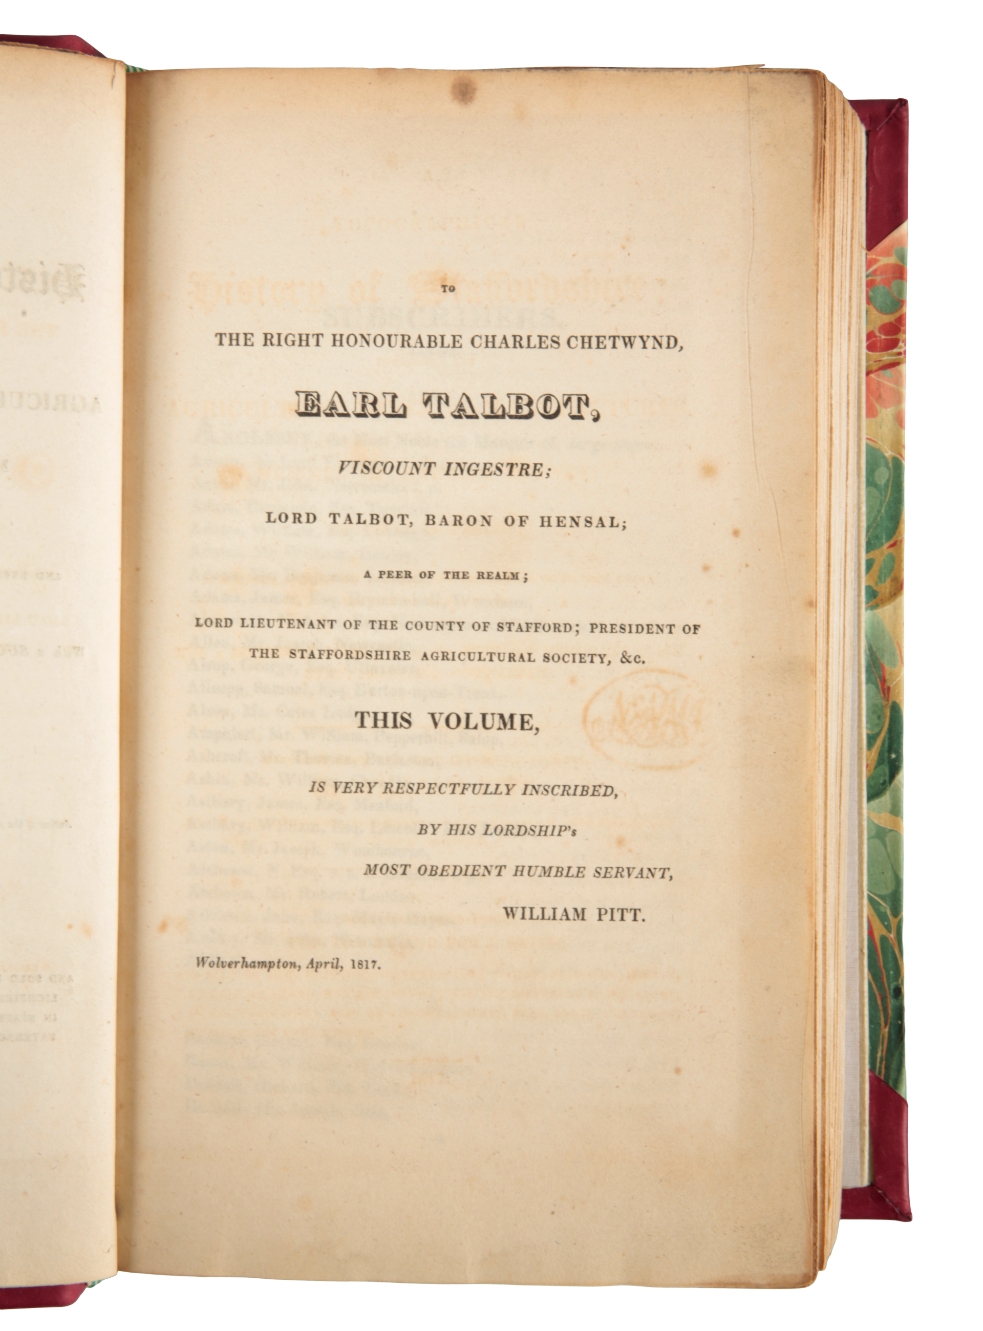 TO
THE RIGHT HONOURABLE CHARLES CHETWYND,
EARL TALBOT,
VISCOUNT INGESTRE;
LORD TALBOT, BARON OF HENSAL;
A PEER OF THE REALM;
LORD LIEUTENANT OF THE COUNTY OF STAFFORD; PRESIDENT OF
THE STAFFORDSHIRE AGRICULTURAL SOCIETY, &c.
THIS VOLUME,
IS VERY RESPECTFULLY INSCRIBED,
BY HIS LORDSHIP's
MOST OBEDIENT HUMBLE SERVANT,
WILLIAM PITT.
Wolverhampton, April, 1817.